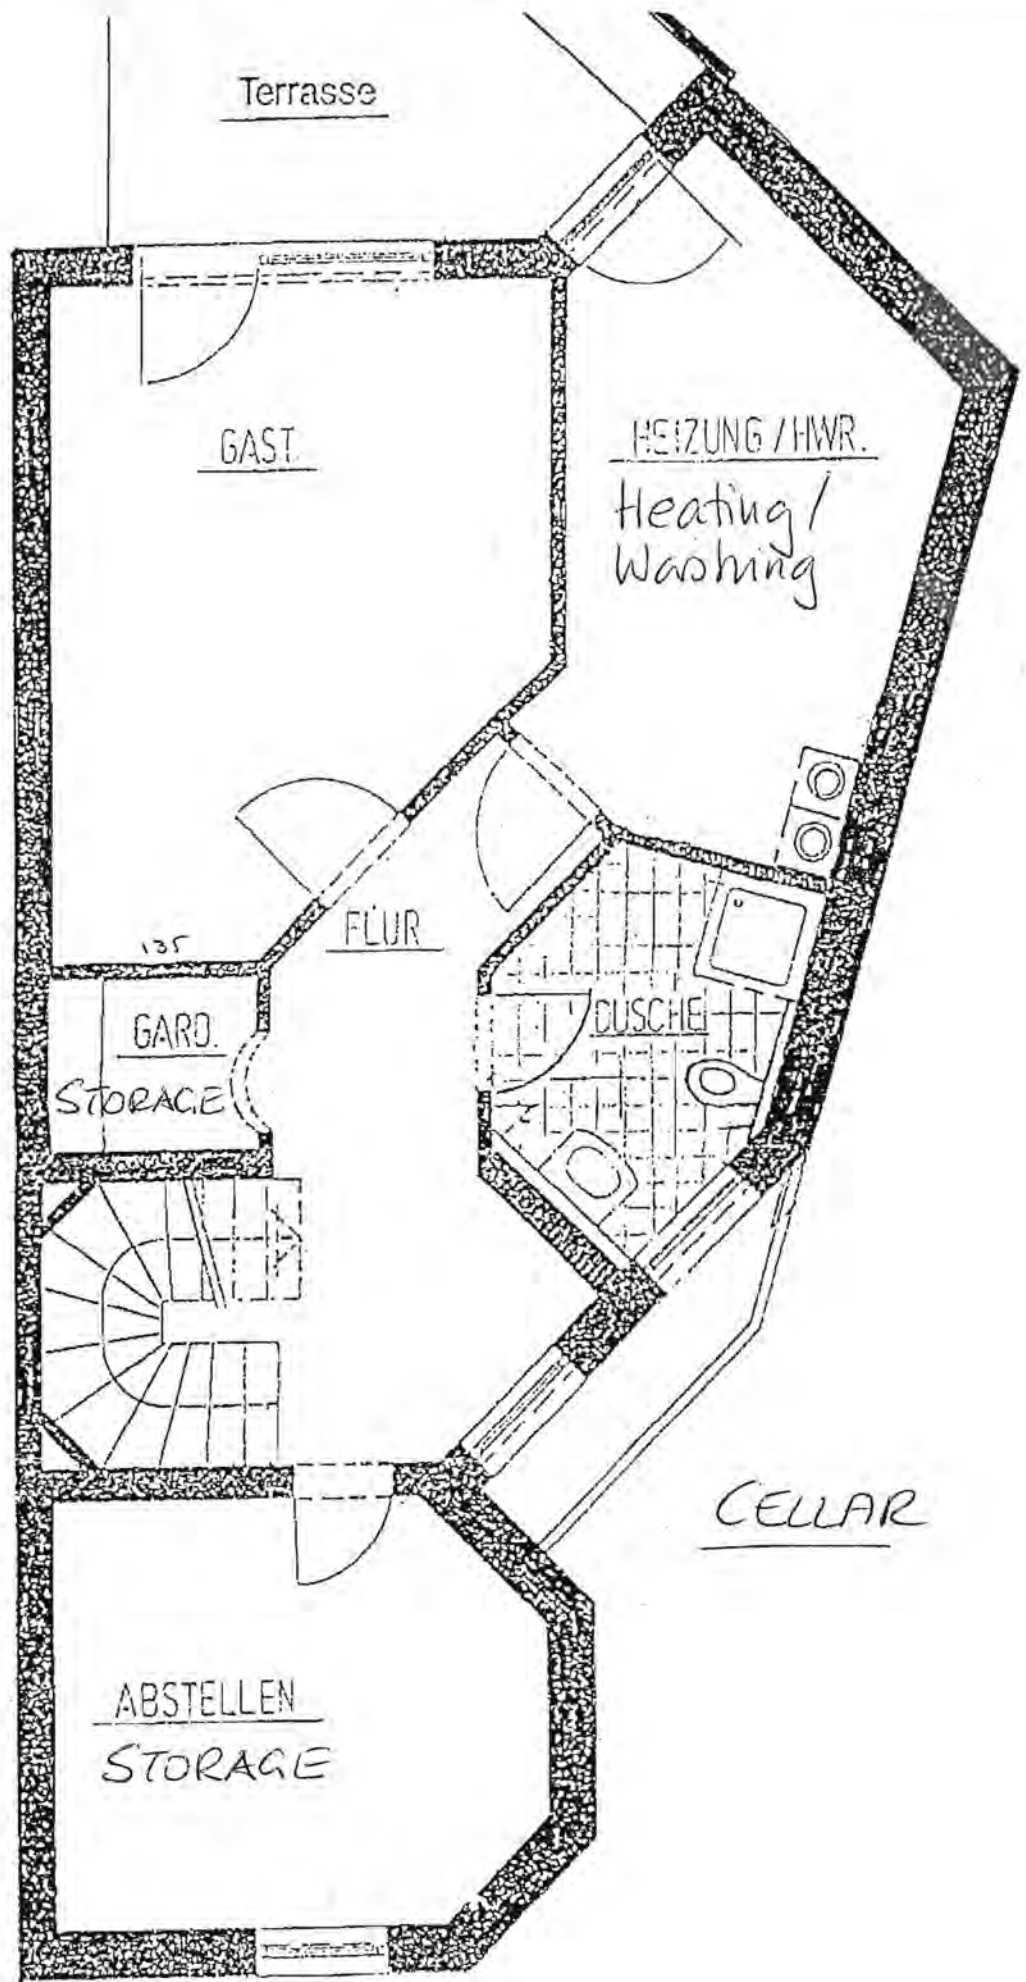 Terrasse
GAST
HEIZUNG / HWR.
Heating /
Washing
FLUR
135
GARD.
STORAGE
DUSCHE
CELLAR
ABSTELLEN
STORAGE